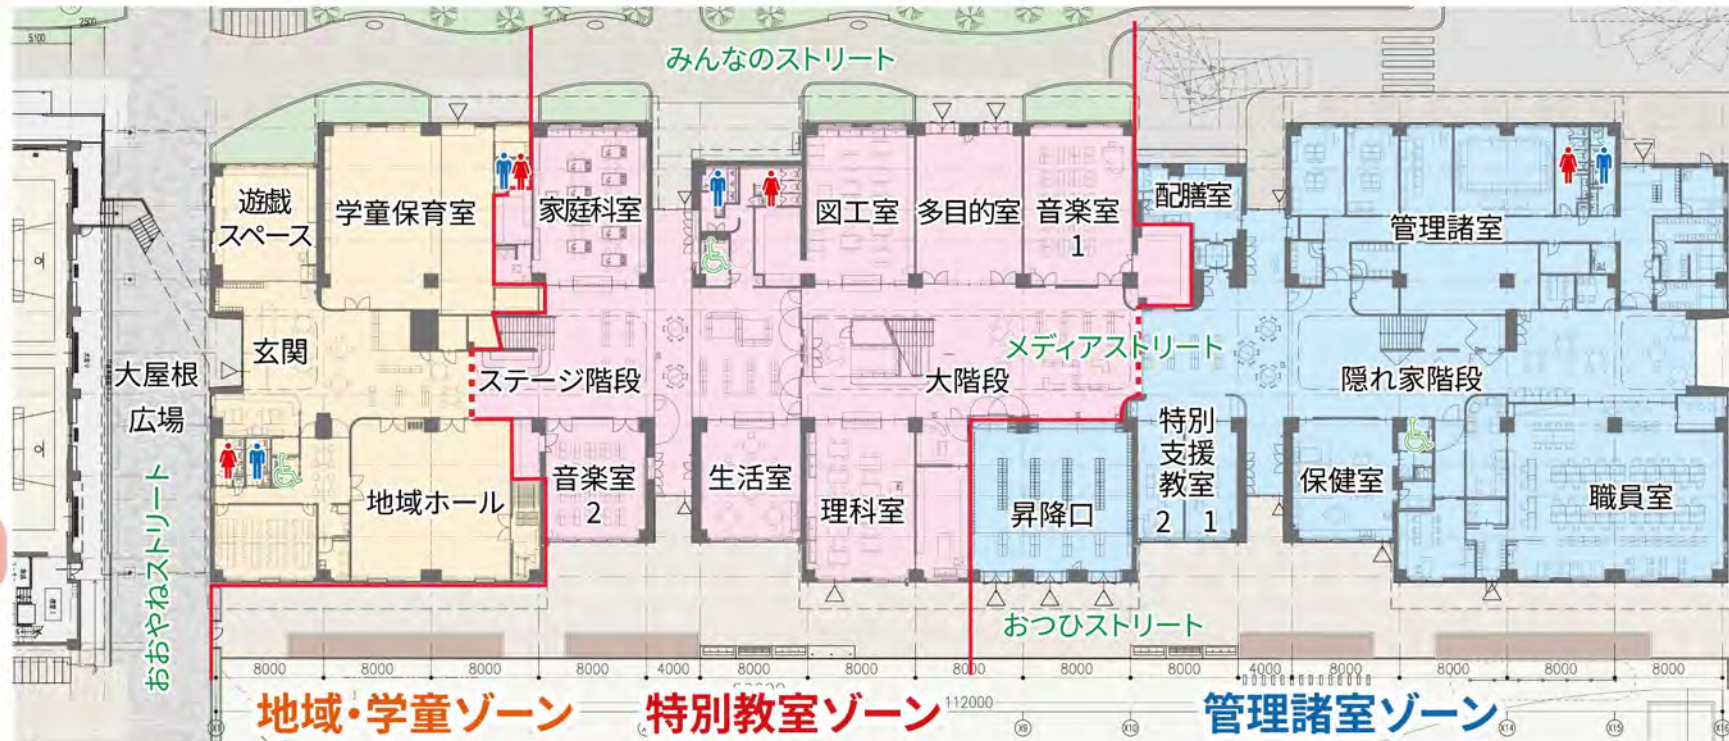 2500
5100
みんなのストリート
遊戯
スペース
学童保育室
家庭科室
図工室
多目的室
音楽室
1
配膳室
管理諸室
玄関
ステージ階段
大階段
メディアストリート
隠れ家階段
大屋根
広場
おおやねストリート
地域ホール
音楽室
2
生活室
理科室
昇降口
特別
支援
教室
2 1
保健室
職員室
おつひストリート
8000 8000 8000 8000 4000 8000 8000 8000 8000 4000 8000 8000 8000 8000
112000
地域・学童ゾーン
特別教室ゾーン
管理諸室ゾーン
X9
X10
X14
X15